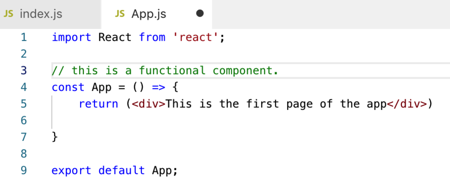 JS index.js JS App.js
1 import React from 'react';
2
3 // this is a functional component.
4 const App = () => {
5 return (<div>This is the first page of the app</div>)
6
7 }
8
9 export default App;